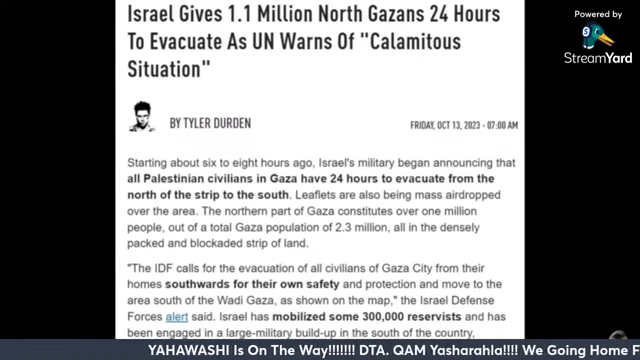 Israel Gives 1.1 Million North Gazans 24 Hours
To Evacuate As UN Warns Of "Calamitous
Situation"
Powered by
StreamYard
BY TYLER DURDEN
FRIDAY, OCT 13, 2023 - 07:00 AM
Starting about six to eight hours ago, Israel's military began announcing that
all Palestinian civilians in Gaza have 24 hours to evacuate from the
north of the strip to the south. Leaflets are also being mass airdropped
over the area. The northern part of Gaza constitutes over one million
people, out of a total Gaza population of 2.3 million, all in the densely
packed and blockaded strip of land.
"The IDF calls for the evacuation of all civilians of Gaza City from their
homes southwards for their own safety and protection and move to the
area south of the Wadi Gaza, as shown on the map," the Israel Defense
Forces alert said. Israel has mobilized some 300,000 reservists and has
been engaged in a large-military build-up in the south of the country,
YAHAWASHI Is On The Way!!!!!!! DTA. QAM Yasharahla!!!! We Going Home F